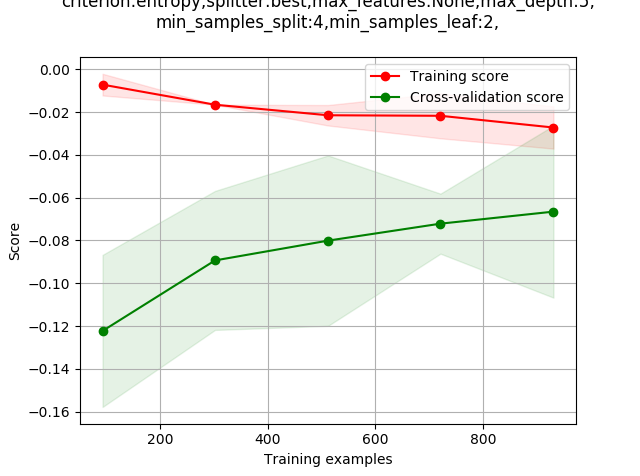 criterion:entropy,splitter:best,max_features:None,max_depth:5,
min_samples_split:4,min_samples_leaf:2,
0.00
−0.02
−0.04
−0.06
−0.08
−0.10
−0.12
−0.14
−0.16
Score
Training score
Cross-validation score
200
400
600
800
Training examples